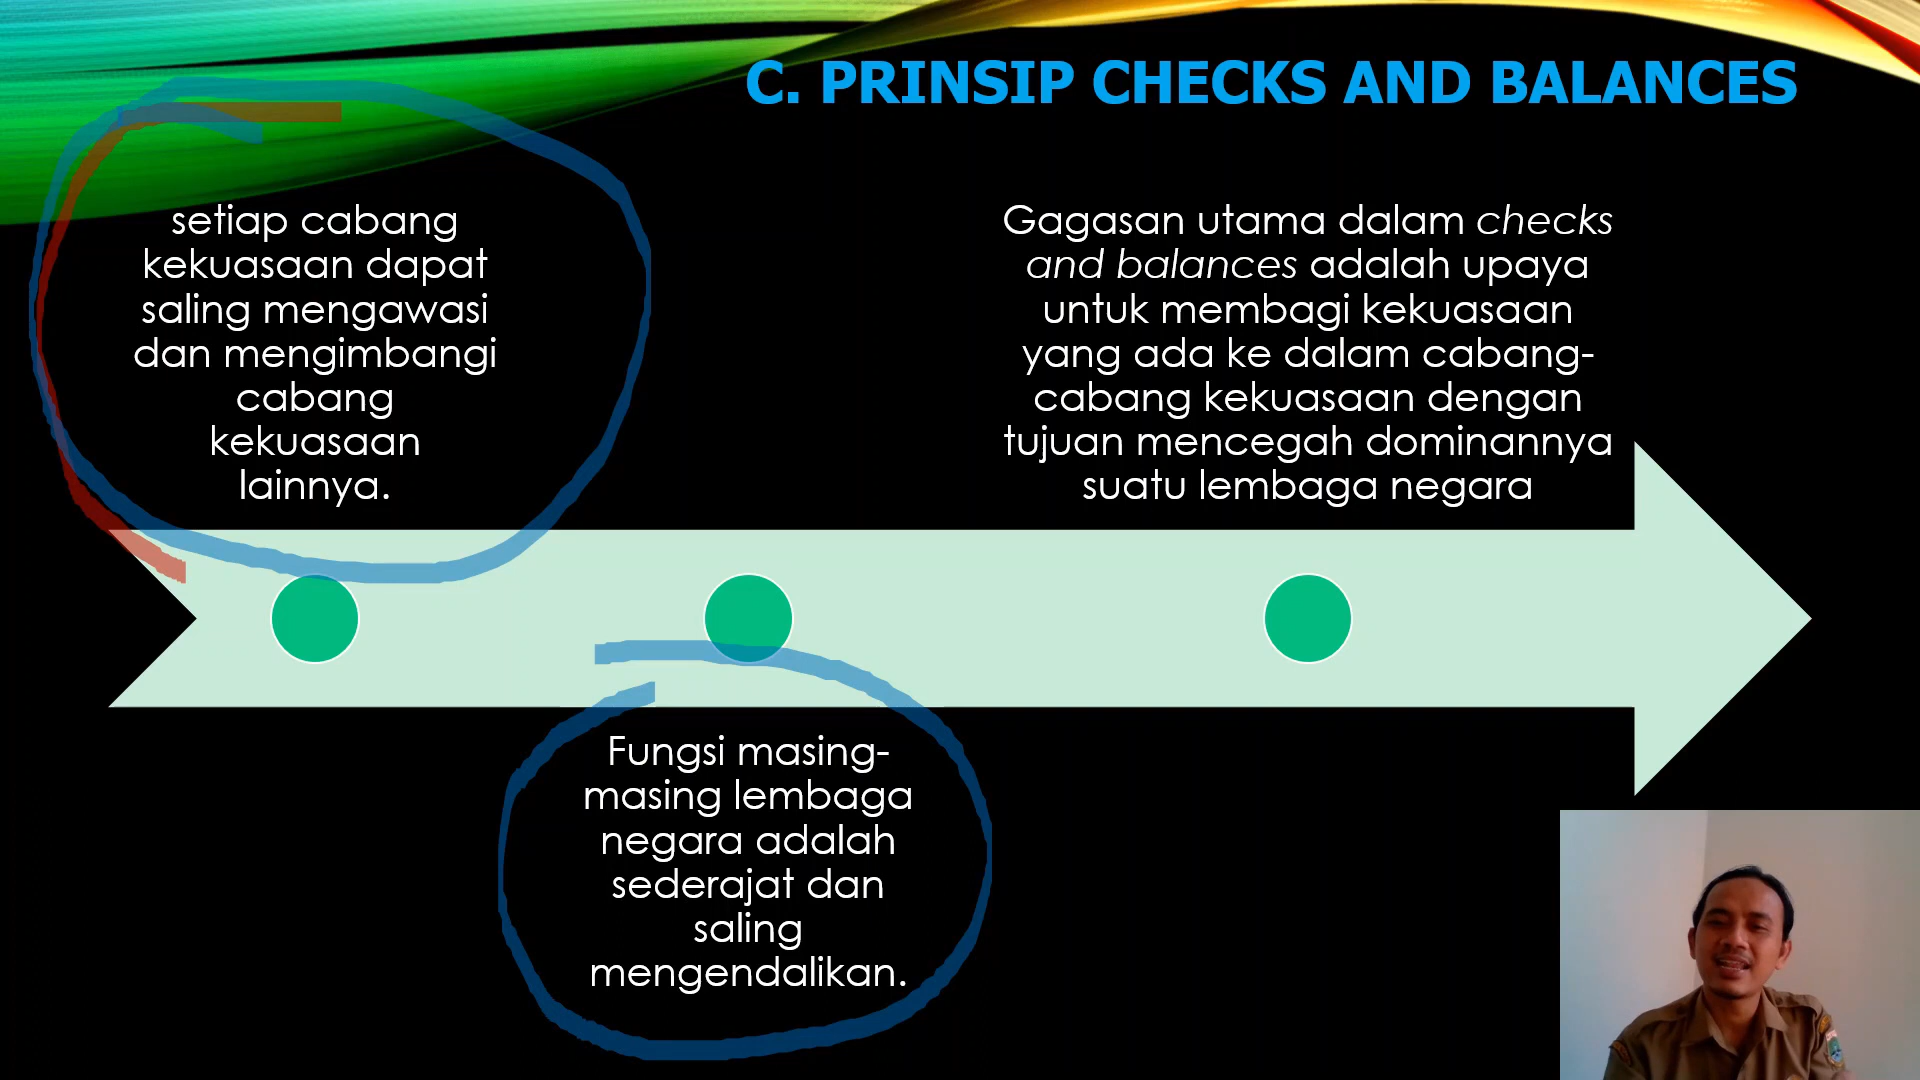 C. PRINSIP CHECKS AND BALANCES
setiap cabang
kekuasaan dapat
saling mengawasi
dan mengimbangi
cabang
kekuasaan
lainnya.
Fungsi masing-
masing lembaga
negara adalah
sederajat dan
saling
mengendalikan.
Gagasan utama dalam checks
and balances adalah upaya
untuk membagi kekuasaan
yang ada ke dalam cabang-
cabang kekuasaan dengan
tujuan mencegah dominannya
suatu lembaga negara